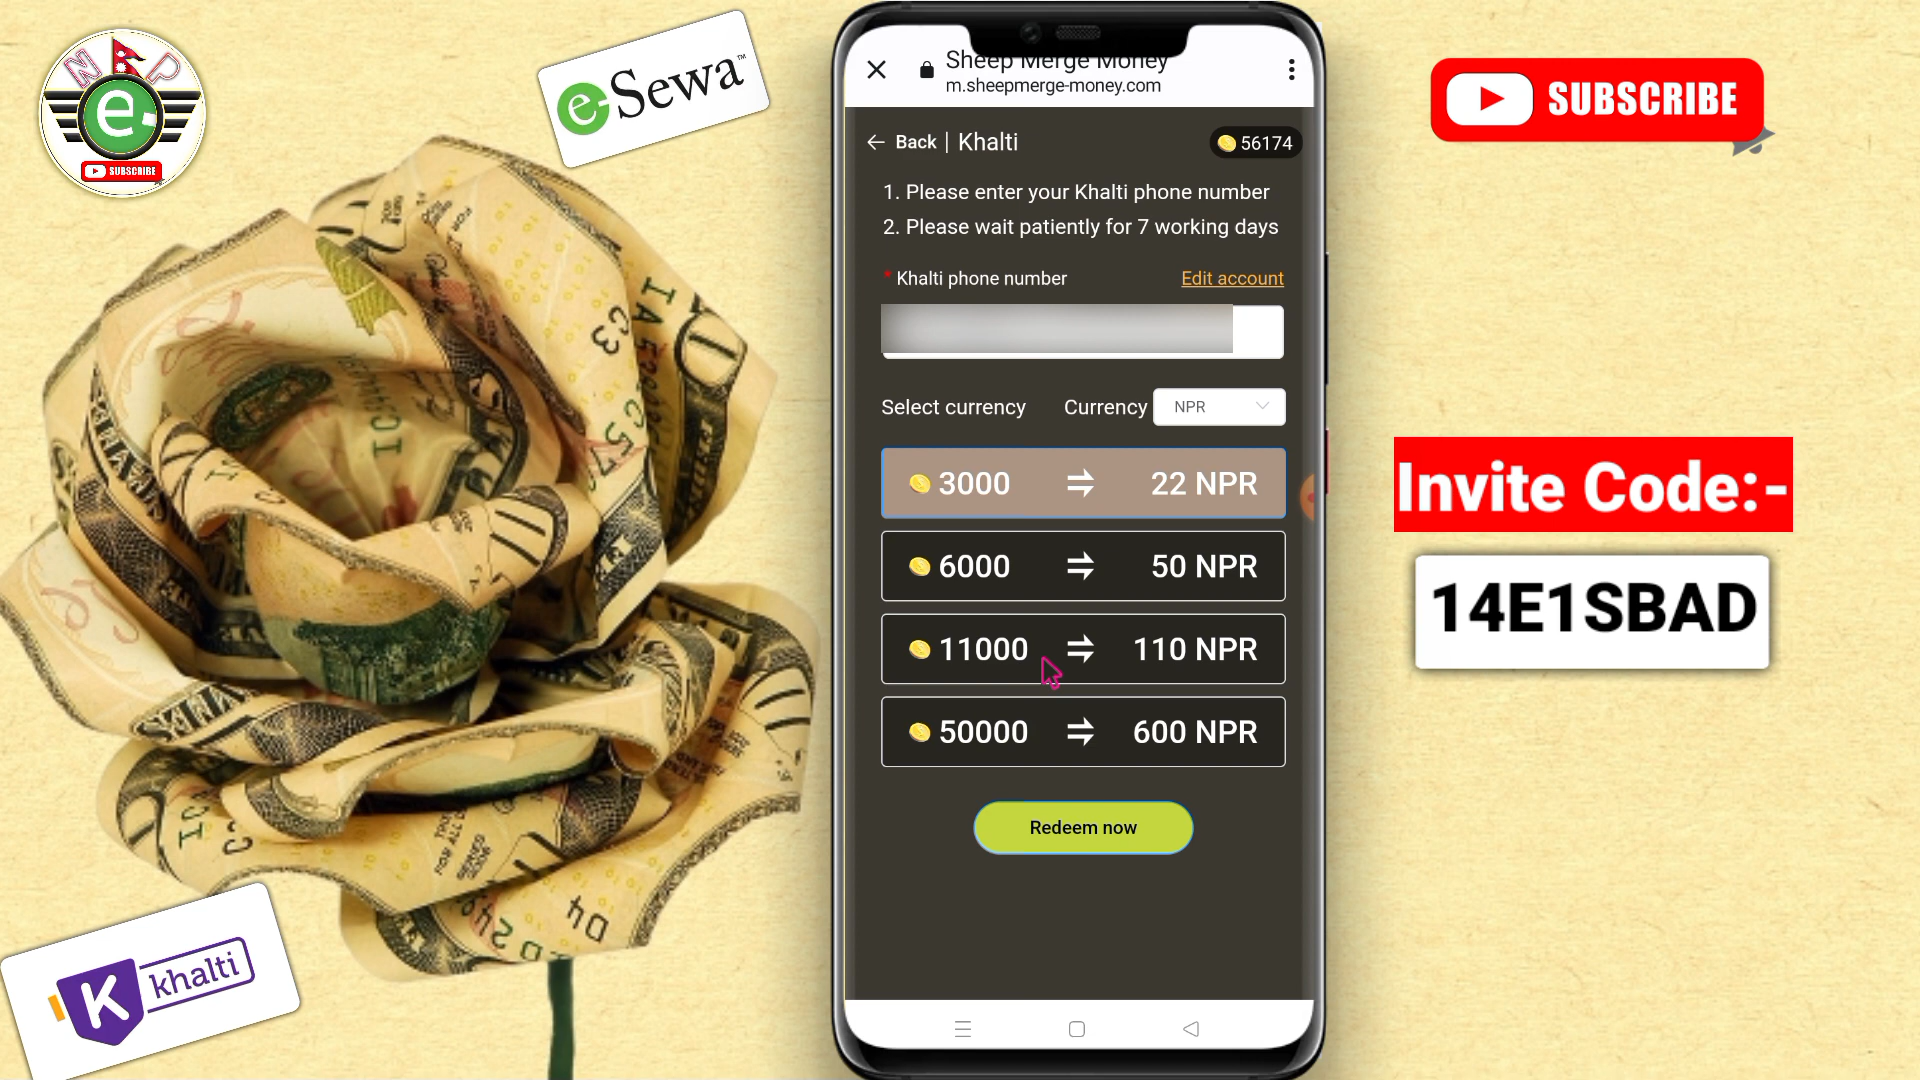 N P
e
SUBSCRIBE
e-Sewa™
Sheep Merge Money
m.sheepmerge-money.com
Back | Khalti
56174
1. Please enter your Khalti phone number
2. Please wait patiently for 7 working days
* Khalti phone number
Edit account
Select currency
Currency
NPR
3000 ⇒ 22 NPR
6000 ⇒ 50 NPR
11000 ⇒ 110 NPR
50000 ⇒ 600 NPR
Redeem now
SUBSCRIBE
Invite Code:-
14E1SBAD
K khalti
D4